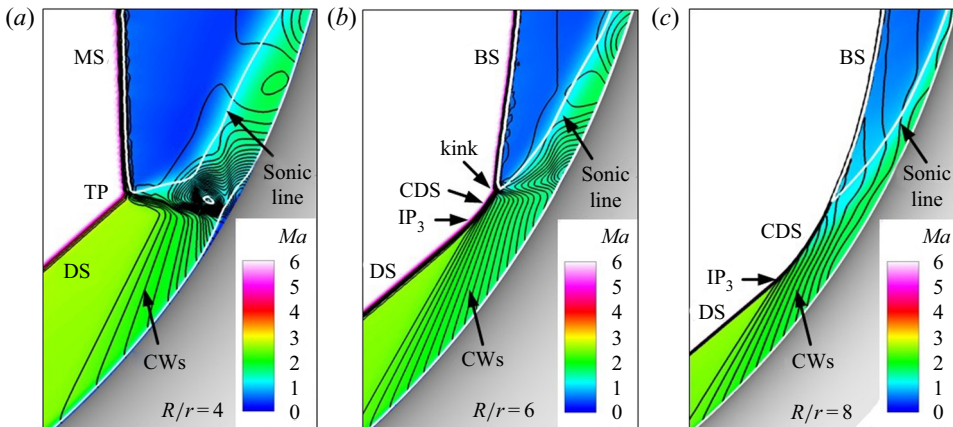 (a)
MS
TP
DS
CWs
Sonic
line
R/r = 4
Ma
6
5
4
3
2
1
0
(b)
BS
kink
CDS
IP₃
DS
CWs
Sonic
line
R/r = 6
Ma
6
5
4
3
2
1
0
(c)
BS
Sonic
line
CDS
IP₃
DS
CWs
R/r = 8
Ma
6
5
4
3
2
1
0